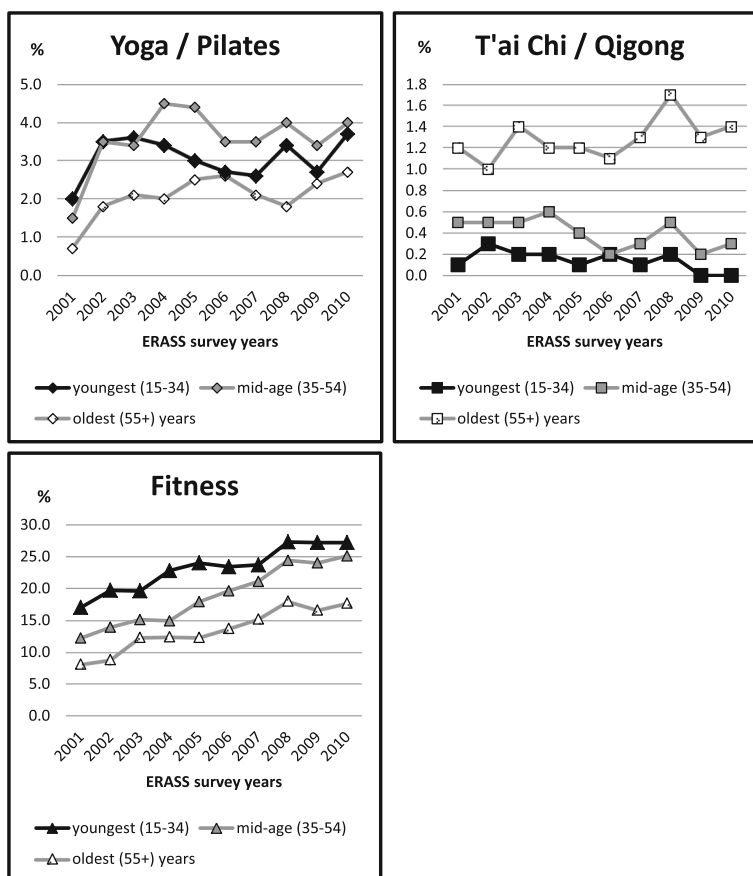 Yoga / Pilates
%
5.0
4.0
3.0
2.0
1.0
0.0
2001 2002 2003 2004 2005 2006 2007 2008 2009 2010
ERASS survey years
youngest (15-34) mid-age (35-54)
oldest (55+) years
T'ai Chi / Qigong
%
1.8
1.6
1.4
1.2
1.0
0.8
0.6
0.4
0.2
0.0
2001 2002 2003 2004 2005 2006 2007 2008 2009 2010
ERASS survey years
youngest (15-34) mid-age (35-54)
oldest (55+) years
Fitness
%
30.0
25.0
20.0
15.0
10.0
5.0
0.0
2001 2002 2003 2004 2005 2006 2007 2008 2009 2010
ERASS survey years
youngest (15-34) mid-age (35-54)
oldest (55+) years